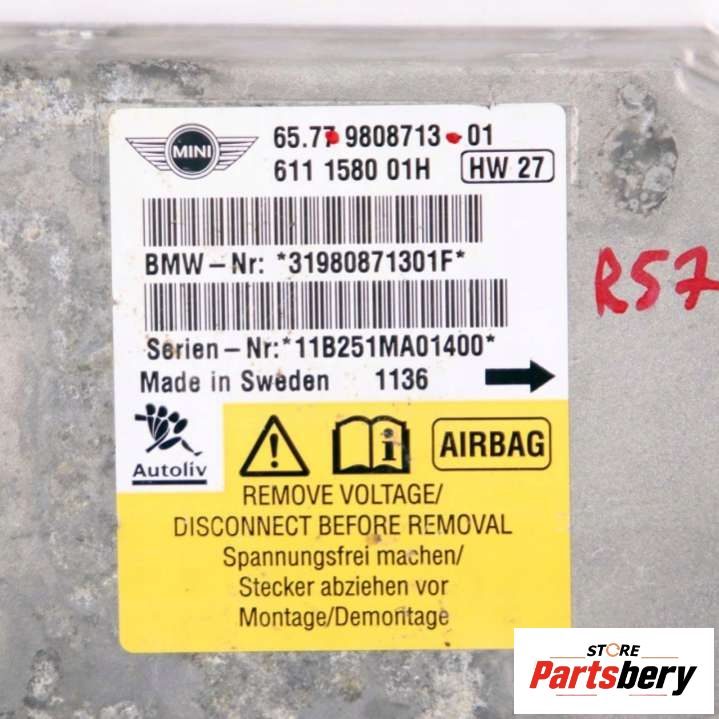 MINI
65.77 9808713-01
611 1580 01H HW 27
BMW-Nr: *31980871301F*
Serien-Nr: *11B251MA01400*
Made in Sweden 1136
Autoliv
AIRBAG
REMOVE VOLTAGE/
DISCONNECT BEFORE REMOVAL
Spannungsfrei machen/
Stecker abziehen vor
Montage/Demontage
R57
STORE
Partsbery